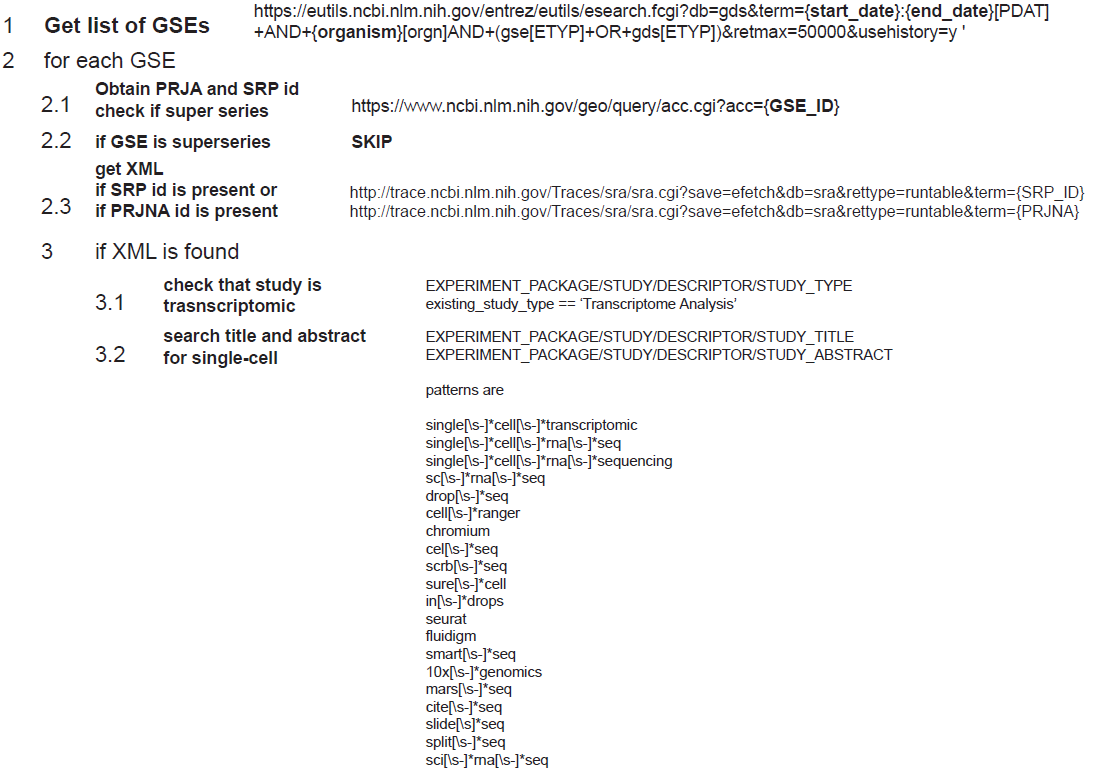 1 Get list of GSEs https://eutils.ncbi.nlm.nih.gov/entrez/eutils/esearch.fcgi?db=gds&term={start_date}:{end_date}[PDAT]
+AND+{organism}[orgn]AND+(gse[ETYP]+OR+gds[ETYP])&retmax=50000&usehistory=y '
2 for each GSE
2.1 Obtain PRJA and SRP id
check if super series https://www.ncbi.nlm.nih.gov/geo/query/acc.cgi?acc={GSE_ID}
2.2 if GSE is superseries SKIP
get XML
2.3 if SRP id is present or http://trace.ncbi.nlm.nih.gov/Traces/sra/sra.cgi?save=efetch&db=sra&rettype=runtable&term={SRP_ID}
if PRJNA id is present http://trace.ncbi.nlm.nih.gov/Traces/sra/sra.cgi?save=efetch&db=sra&rettype=runtable&term={PRJNA}
3 if XML is found
3.1 check that study is EXPERIMENT_PACKAGE/STUDY/DESCRIPTOR/STUDY_TYPE
trasnscriptomic existing_study_type == ‘Transcriptome Analysis’
3.2 search title and abstract EXPERIMENT_PACKAGE/STUDY/DESCRIPTOR/STUDY_TITLE
for single-cell EXPERIMENT_PACKAGE/STUDY/DESCRIPTOR/STUDY_ABSTRACT
patterns are
single[\s-]*cell[\s-]*transcriptomic
single[\s-]*cell[\s-]*rna[\s-]*seq
single[\s-]*cell[\s-]*rna[\s-]*sequencing
sc[\s-]*rna[\s-]*seq
drop[\s-]*seq
cell[\s-]*ranger
chromium
cel[\s-]*seq
scrb[\s-]*seq
sure[\s-]*cell
in[\s-]*drops
seurat
fluidigm
smart[\s-]*seq
10x[\s-]*genomics
mars[\s-]*seq
cite[\s-]*seq
slide[\s]*seq
split[\s-]*seq
sci[\s-]*rna[\s-]*seq